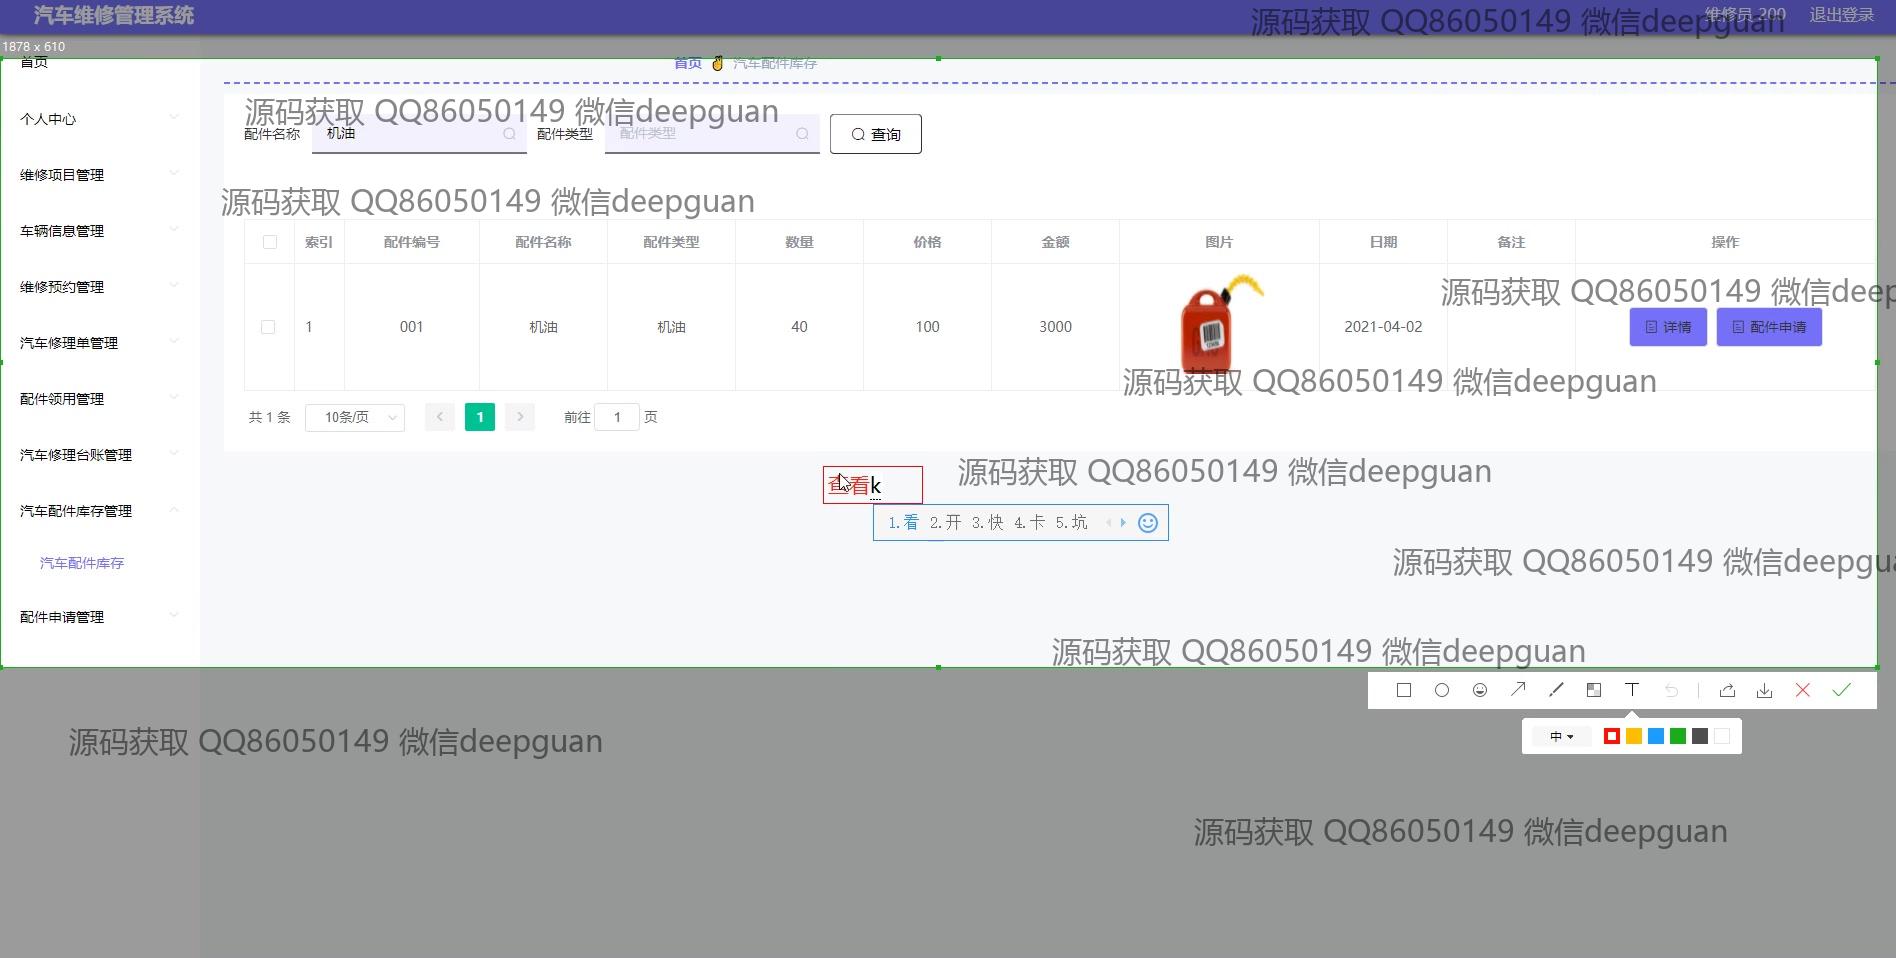 汽车维修管理系统
源码获取 QQ86050149 微信deepguan
维修员 200
退出登录
1878 x 610
首页
首页
汽车配件库存
个人中心
源码获取 QQ86050149 微信deepguan
配件名称
机油
配件类型
配件类型
查询
维修项目管理
源码获取 QQ86050149 微信deepguan
车辆信息管理
索引
配件编号
配件名称
配件类型
数量
价格
金额
图片
日期
备注
操作
维修预约管理
源码获取 QQ86050149 微信deep
1
001
机油
机油
40
100
3000
2021-04-02
详情
配件申请
汽车修理单管理
源码获取 QQ86050149 微信deepguan
配件领用管理
共 1 条
10条/页
1
前往
1
页
汽车修理台账管理
源码获取 QQ86050149 微信deepguan
查看k
汽车配件库存管理
1.看 2.开 3.快 4.卡 5.坑
汽车配件库存
源码获取 QQ86050149 微信deepgua
配件申请管理
源码获取 QQ86050149 微信deepguan
T
中
源码获取 QQ86050149 微信deepguan
源码获取 QQ86050149 微信deepguan